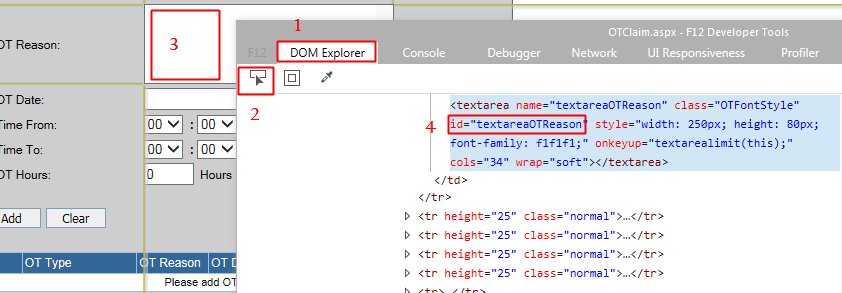 1
OTClaim.aspx - F12 Developer Tools
OT Reason:
3
F12 DOM Explorer Console Debugger Network UI Responsiveness Profiler
2
4
<textarea name="textareaOTReason" class="OTFontStyle"
id="textareaOTReason" style="width: 250px; height: 80px;
font-family: f1f1f1;" onkeyup="textarealimit(this);"
cols="34" wrap="soft"></textarea>
</td>
</tr>
<tr height="25" class="normal">…</tr>
<tr height="25" class="normal">…</tr>
<tr height="25" class="normal">…</tr>
<tr height="25" class="normal">…</tr>
OT Date:
Time From: 00 : 00
Time To: 00 : 00
OT Hours: 0 Hours
Add Clear
OT Type OT Reason OT D
Please add OT